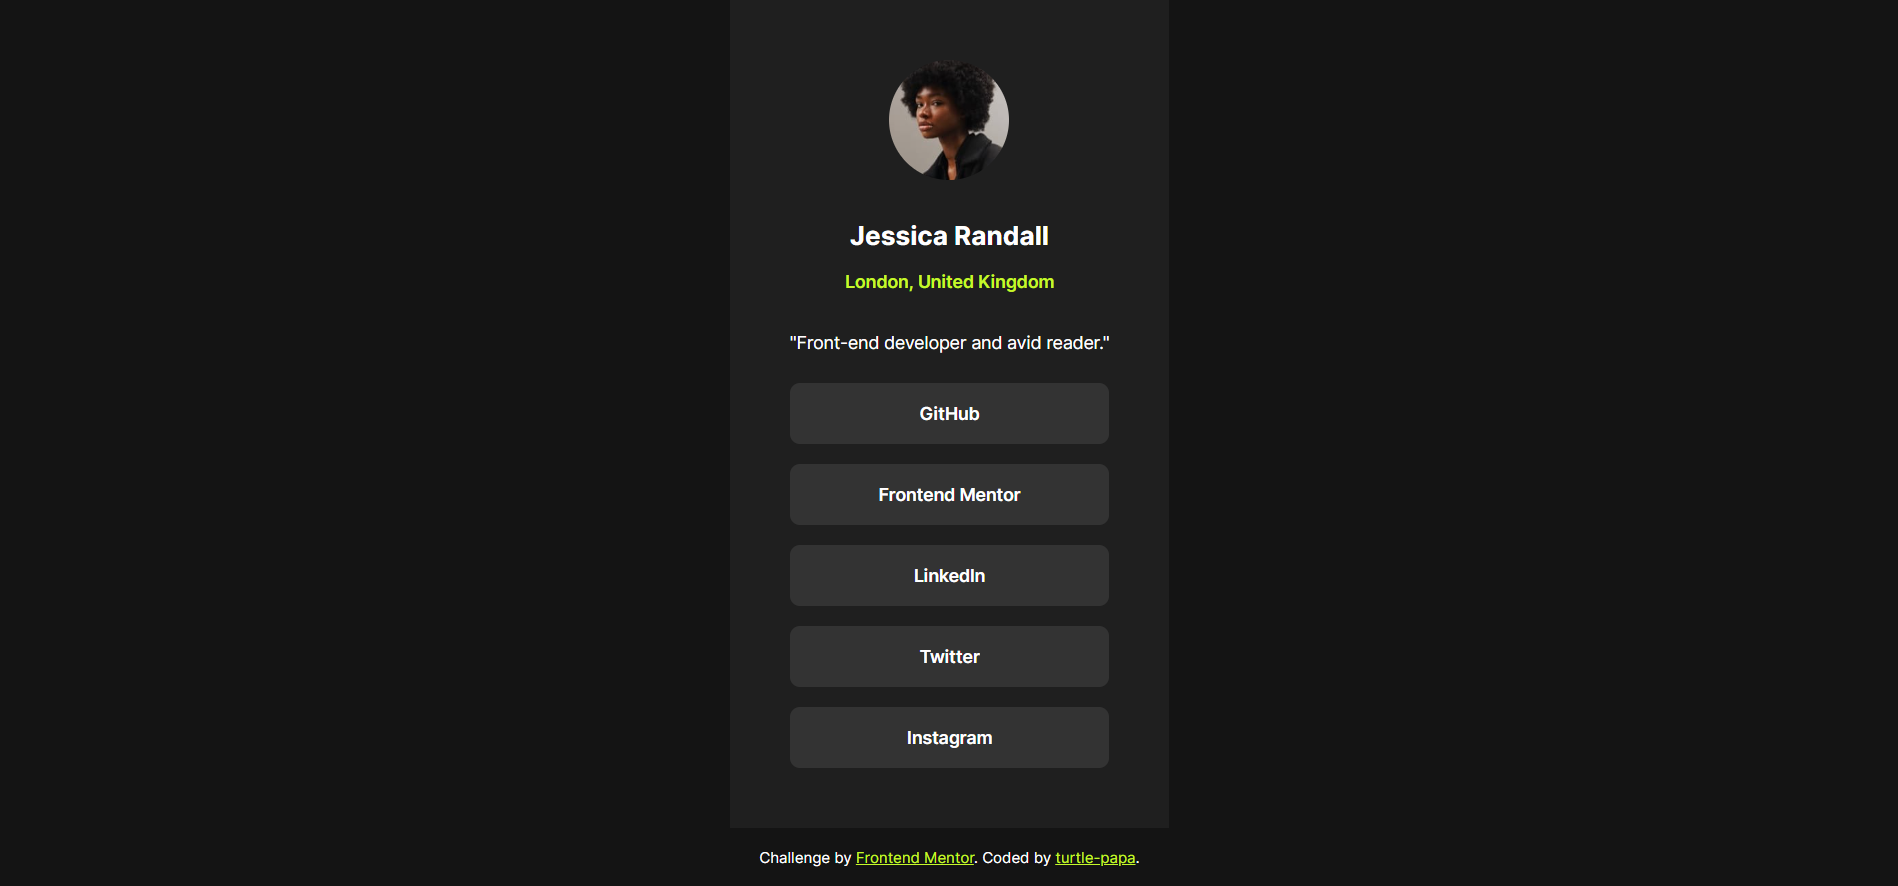 Jessica Randall
London, United Kingdom
"Front-end developer and avid reader."
GitHub
Frontend Mentor
LinkedIn
Twitter
Instagram
Challenge by Frontend Mentor. Coded by turtle-papa.